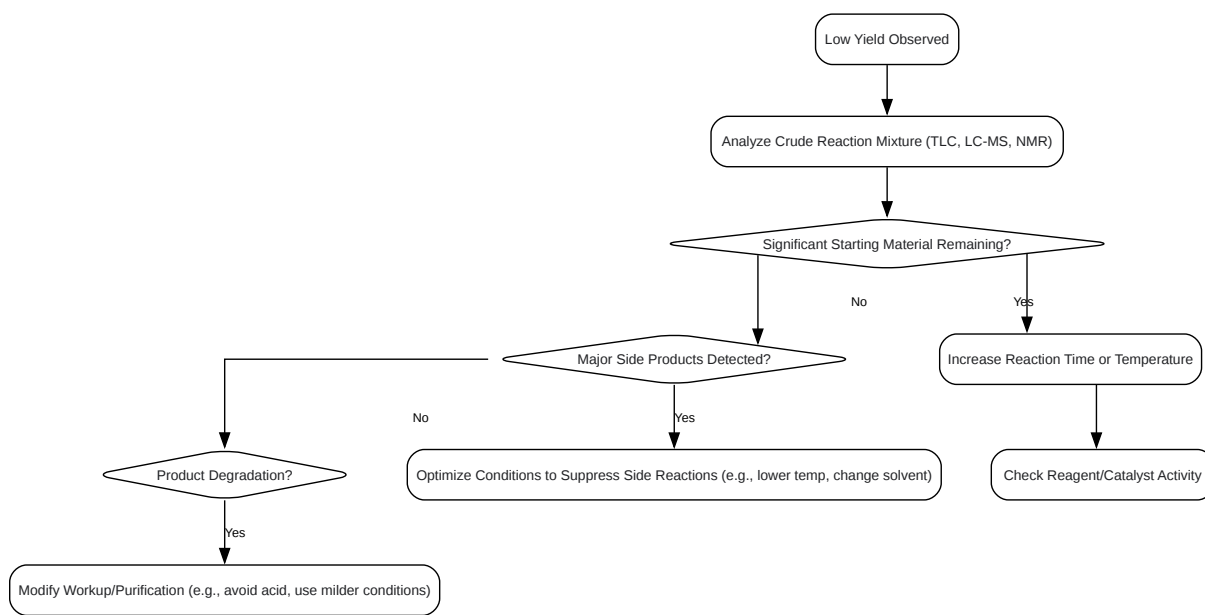 Low Yield Observed
Analyze Crude Reaction Mixture (TLC, LC-MS, NMR)
Significant Starting Material Remaining?
No
Yes
Major Side Products Detected?
Increase Reaction Time or Temperature
No
Yes
Product Degradation?
Optimize Conditions to Suppress Side Reactions (e.g., lower temp, change solvent)
Check Reagent/Catalyst Activity
Yes
Modify Workup/Purification (e.g., avoid acid, use milder conditions)